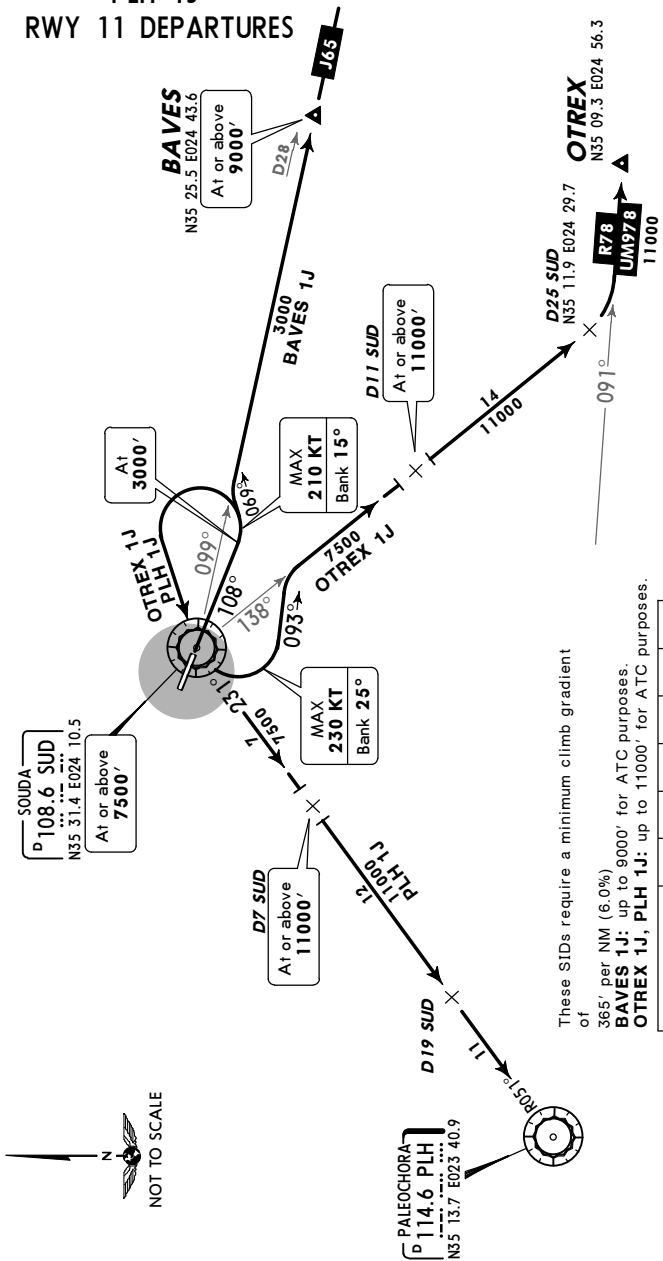 RWY 11 DEPARTURES
J65
BAVES
N35 25.5 E024 43.6
At or above
9000'
D28
3000
BAVES 1J
OTREX
N35 09.3 E024 56.3
D25 SUD
N35 11.9 E024 29.7
R78
UM978
11000
091°
D11 SUD
At or above
11000'
14
11000
At
3000'
OTREX 1J
PLH 1J
099°
108°
069°
MAX
210 KT
Bank 15°
138°
093°
7500
OTREX 1J
MAX
230 KT
Bank 25°
SOUDA
D 108.6 SUD
N35 31.4 E024 10.5
At or above
7500'
231°
7
7500
D7 SUD
At or above
11000'
12
11000
PLH 1J
D19 SUD
11
R051°
PALEOCHORA
D 114.6 PLH
N35 13.7 E023 40.9
N
NOT TO SCALE
These SIDs require a minimum climb gradient
of
365' per NM (6.0%)
BAVES 1J: up to 9000' for ATC purposes.
OTREX 1J, PLH 1J: up to 11000' for ATC purposes.